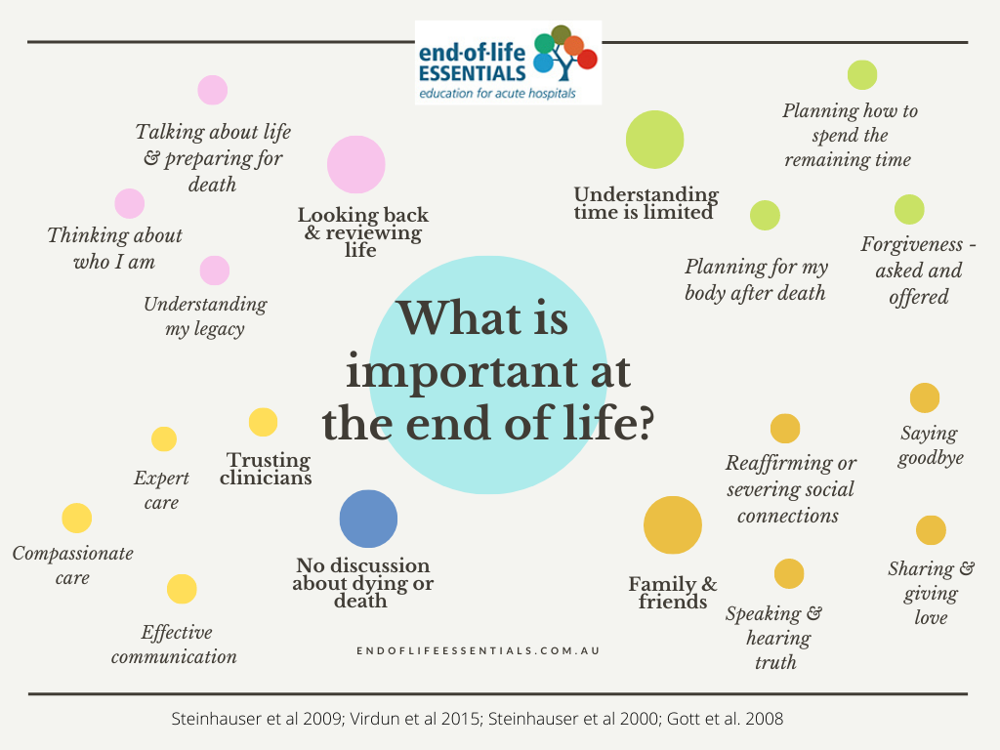 end-of-life
ESSENTIALS
education for acute hospitals
Talking about life
& preparing for
death
Thinking about
who I am
Understanding
my legacy
Looking back
& reviewing
life
Understanding
time is limited
Planning how to
spend the
remaining time
Planning for my
body after death
Forgiveness -
asked and
offered
What is
important at
the end of life?
Trusting
clinicians
Expert
care
Compassionate
care
Effective
communication
No discussion
about dying or
death
Family &
friends
Reaffirming or
severing social
connections
Saying
goodbye
Sharing &
giving
love
Speaking &
hearing
truth
ENDOFLIFEESSENTIALS.COM.AU
Steinhauser et al 2009; Virdun et al 2015; Steinhauser et al 2000; Gott et al. 2008